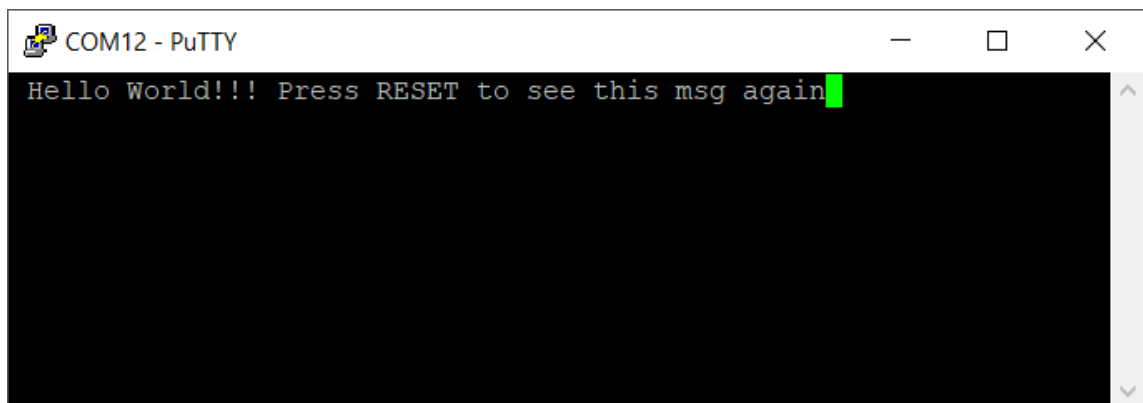 COM12 - PuTTY
Hello World!!! Press RESET to see this msg again